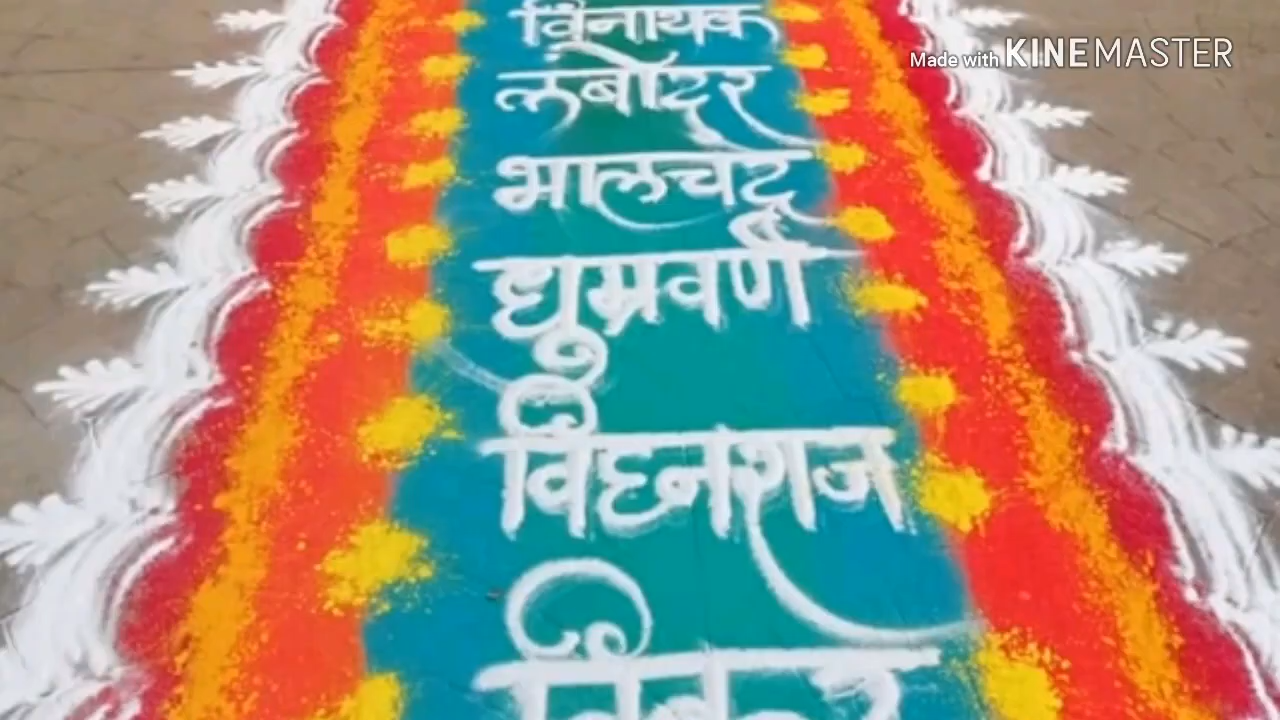 विनायक
Made with KINEMASTER
लंबोदर
भालचंद्र
धुम्रवर्ण
विघ्नराज